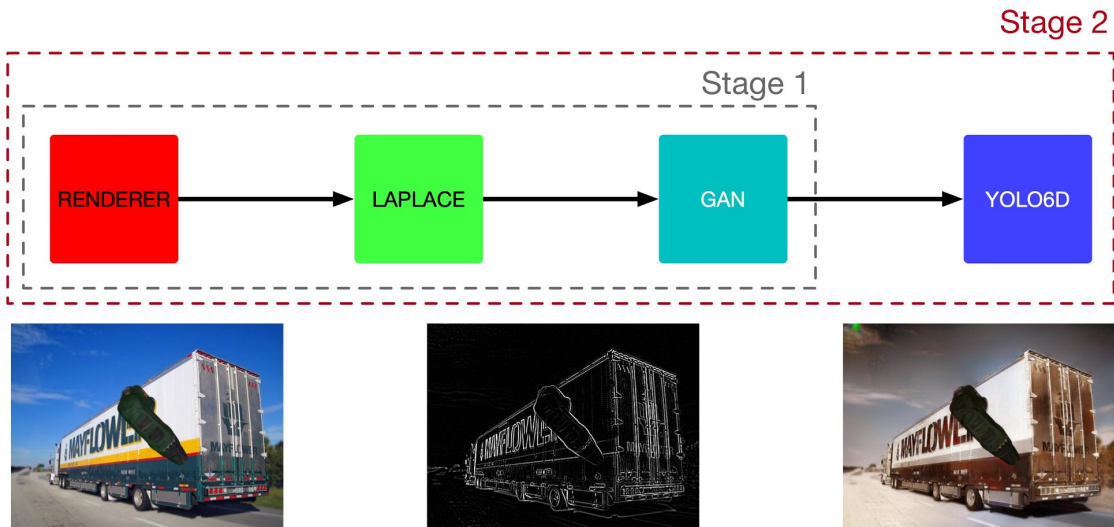 Stage 2
Stage 1
RENDERER
LAPLACE
GAN
YOLO6D
MAYFLOWER
MAYFLOWER
MAYFLOWER